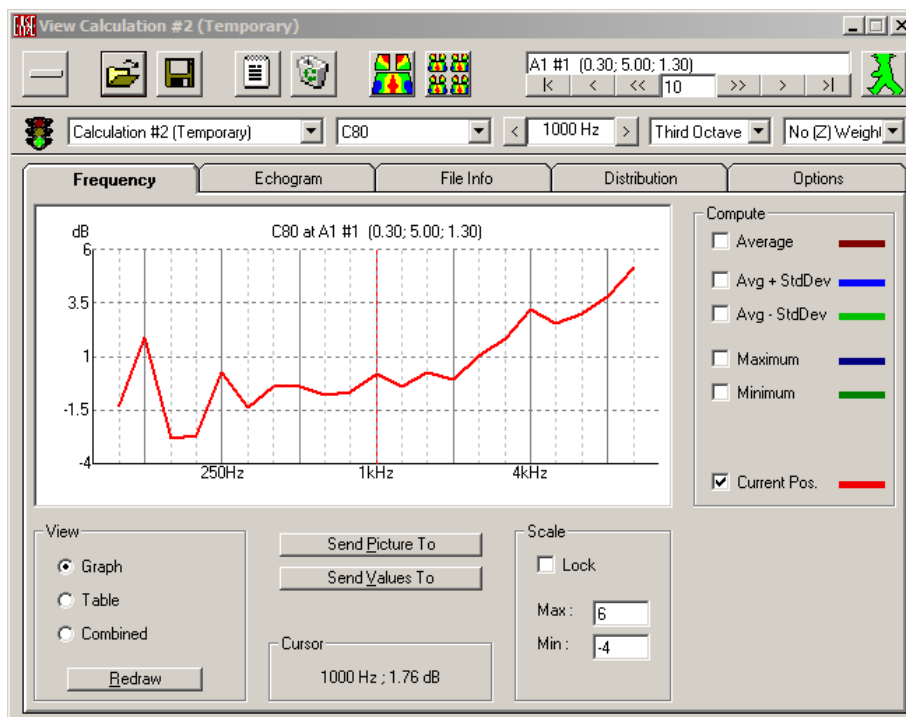 EASE View Calculation #2 (Temporary)
A1 #1 (0.30; 5.00; 1.30)
|< < << 10 >> > >|
Calculation #2 (Temporary) C80 < 1000 Hz > Third Octave No (Z) Weigh
Frequency Echogram File Info Distribution Options
dB C80 at A1 #1 (0.30; 5.00; 1.30)
6
3.5
1
-1.5
-4
250Hz 1kHz 4kHz
Compute
Average
Avg + StdDev
Avg - StdDev
Maximum
Minimum
Current Pos.
View
Graph
Table
Combined
Redraw
Send Picture To
Send Values To
Cursor
1000 Hz ; 1.76 dB
Scale
Lock
Max : 6
Min : -4